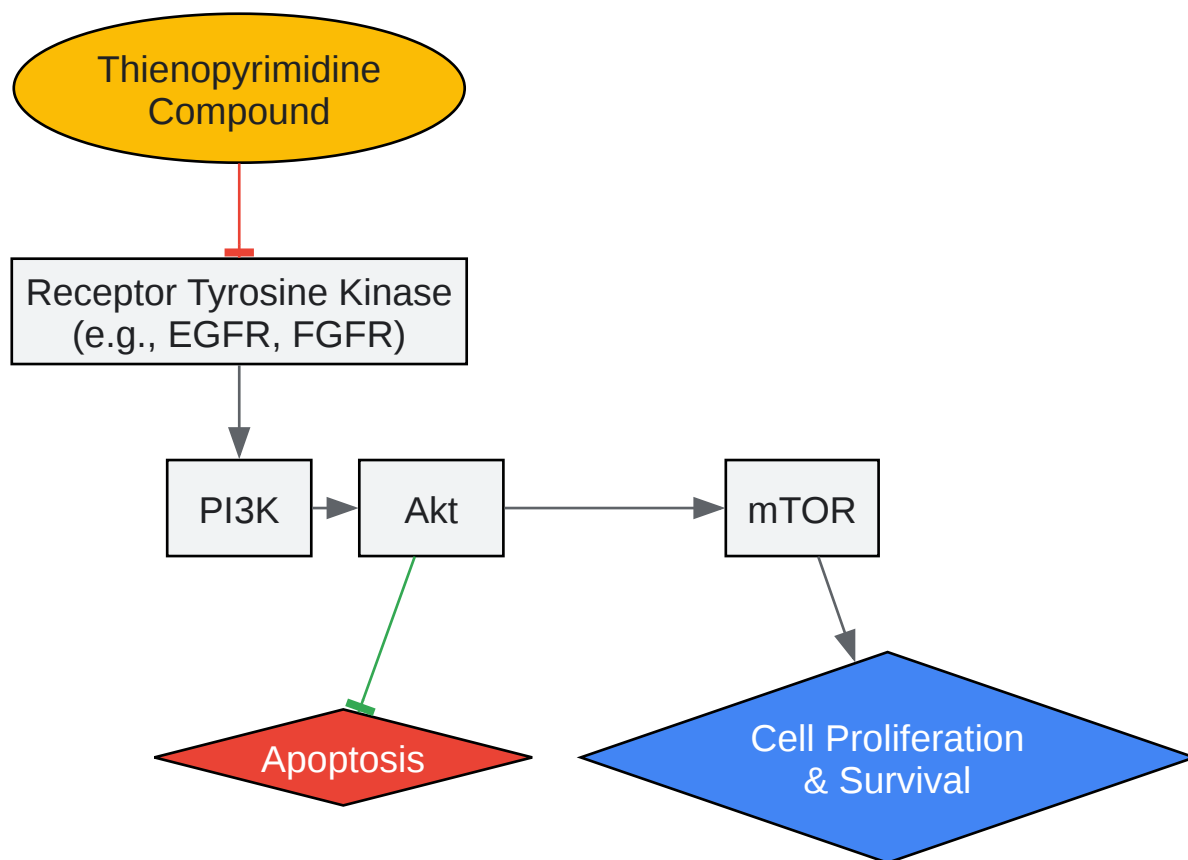 Thienopyrimidine
Compound
Receptor Tyrosine Kinase
(e.g., EGFR, FGFR)
PI3K
Akt
mTOR
Apoptosis
Cell Proliferation
& Survival